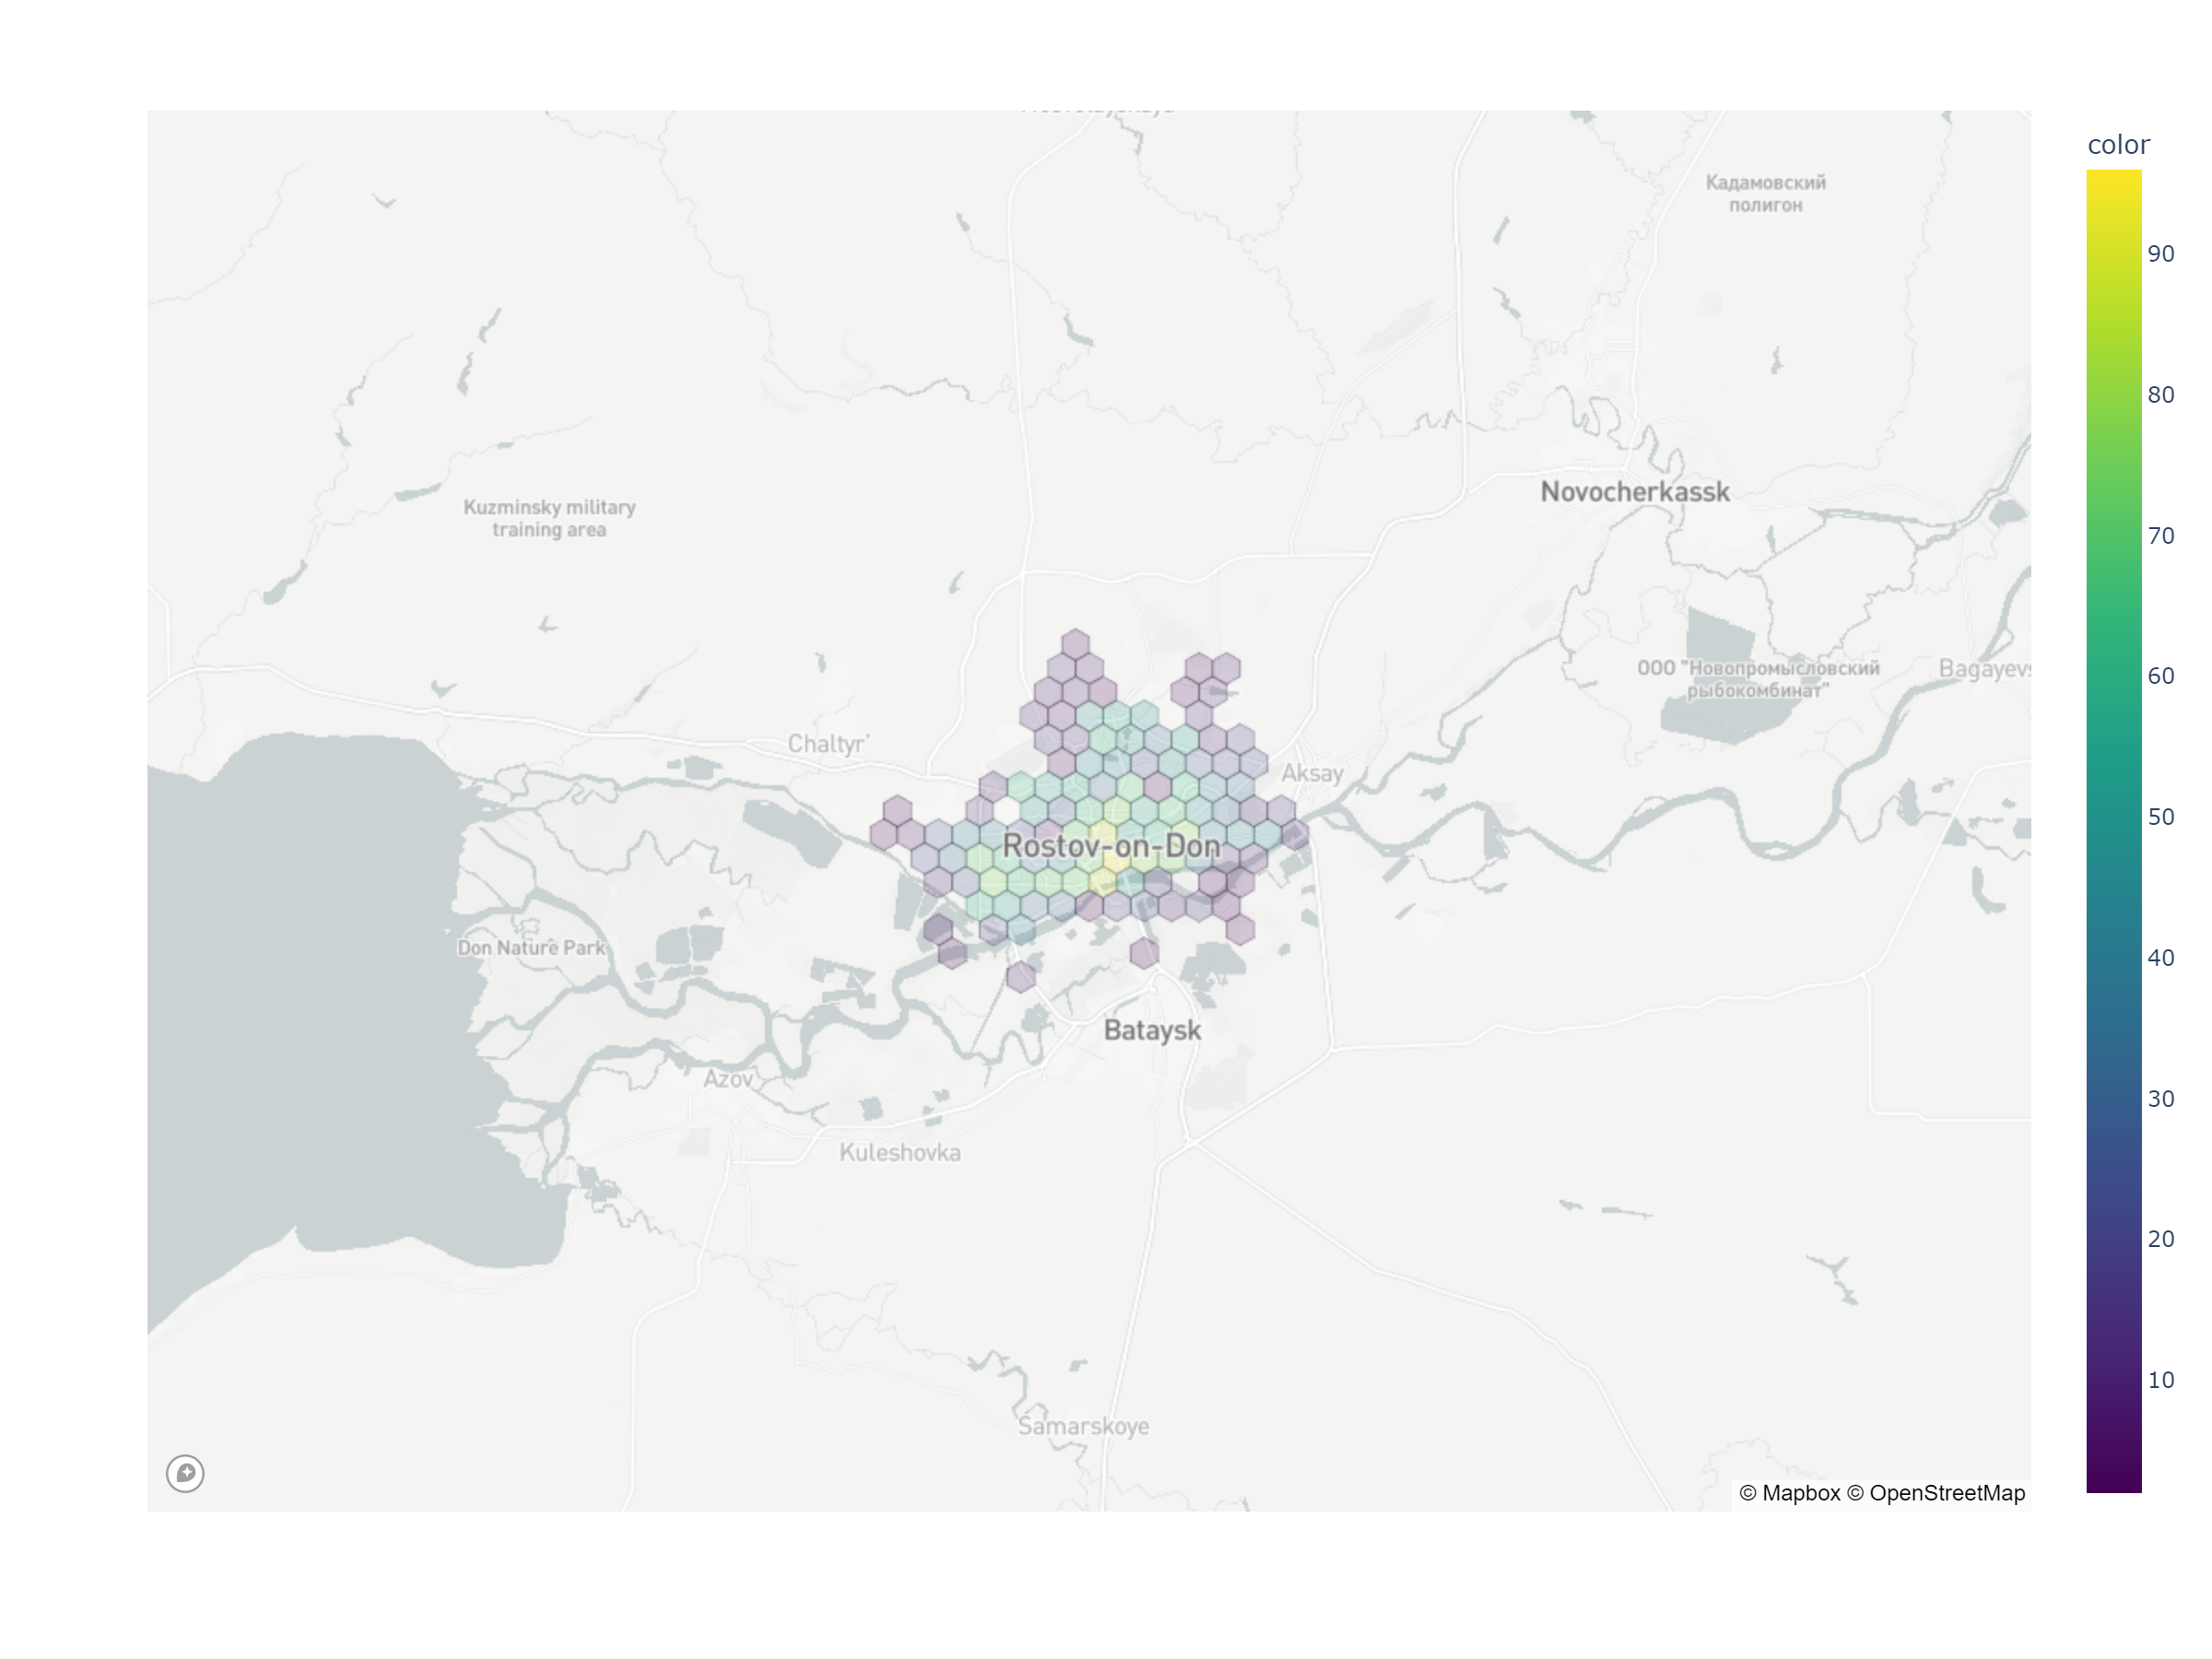 color
Кадамовский
полигон
90
80
Novocherkassk
Kuzminsky military
training area
70
60
ООО "Новопромысловский
рыбокомбинат"
Bagayevs
Chaltyr'
Aksay
50
Rostov-on-Don
Don Nature Park
40
Bataysk
Azov
30
Kuleshovka
20
10
Samarskoye
© Mapbox © OpenStreetMap